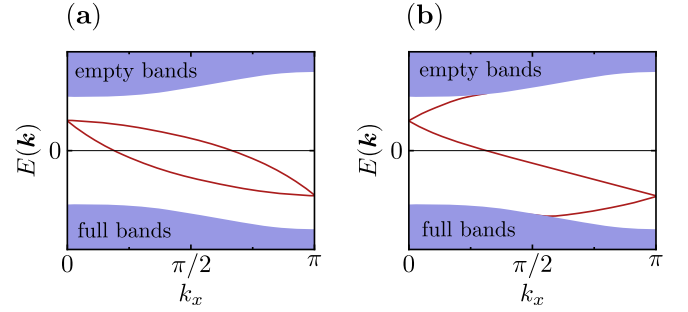 (a)
empty bands
E(k)
0
full bands
0
π/2
π
k_x
(b)
empty bands
E(k)
0
full bands
0
π/2
π
k_x